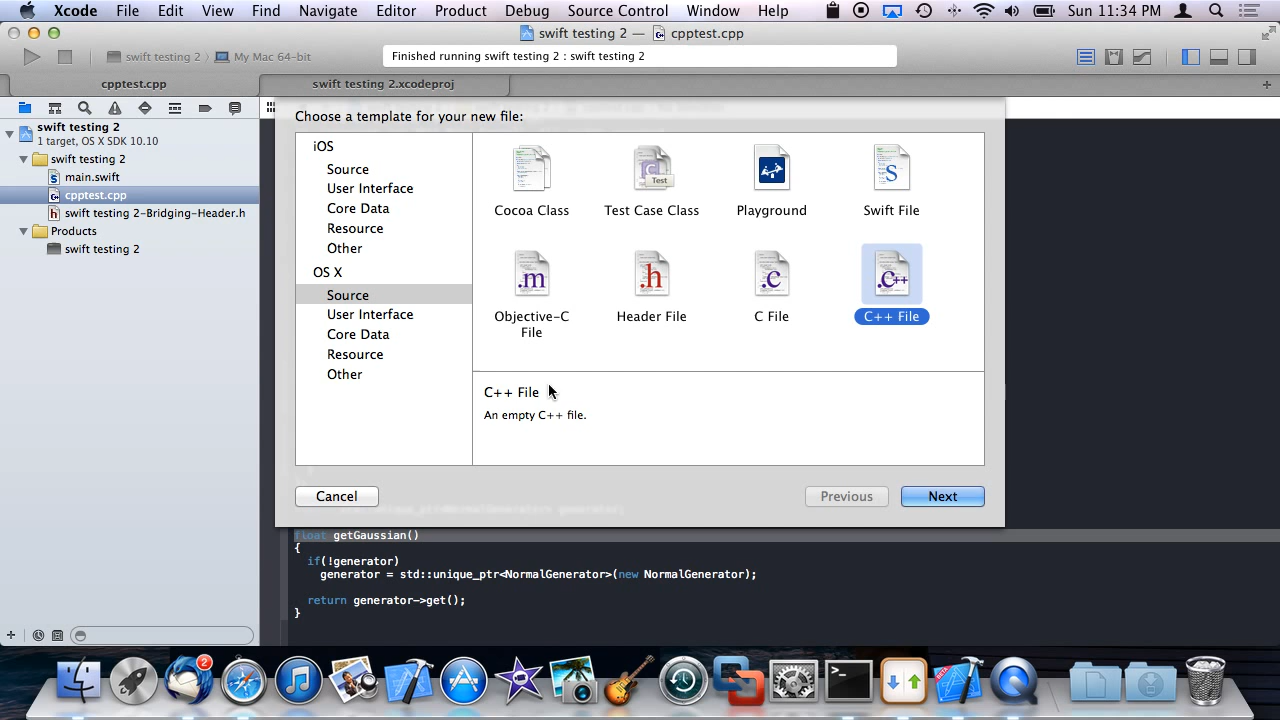 Xcode File Edit View Find Navigate Editor Product Debug Source Control Window Help Sun 11:34 PM
swift testing 2 — cpptest.cpp
swift testing 2 My Mac 64-bit
Finished running swift testing 2 : swift testing 2
cpptest.cpp
swift testing 2.xcodeproj
swift testing 2
1 target, OS X SDK 10.10
swift testing 2
main.swift
cpptest.cpp
swift testing 2-Bridging-Header.h
Products
swift testing 2
Choose a template for your new file:
iOS
Source
User Interface
Core Data
Resource
Other
OS X
Source
User Interface
Core Data
Resource
Other
Test
Cocoa Class
Test Case Class
Playground
S
Swift File
.m
Objective-C
File
.h
Header File
.c
C File
.c++
C++ File
C++ File
An empty C++ file.
Cancel
Previous
Next
float getGaussian()
{
if(!generator)
generator = std::unique_ptr<NormalGenerator>(new NormalGenerator);
return generator->get();
}
2